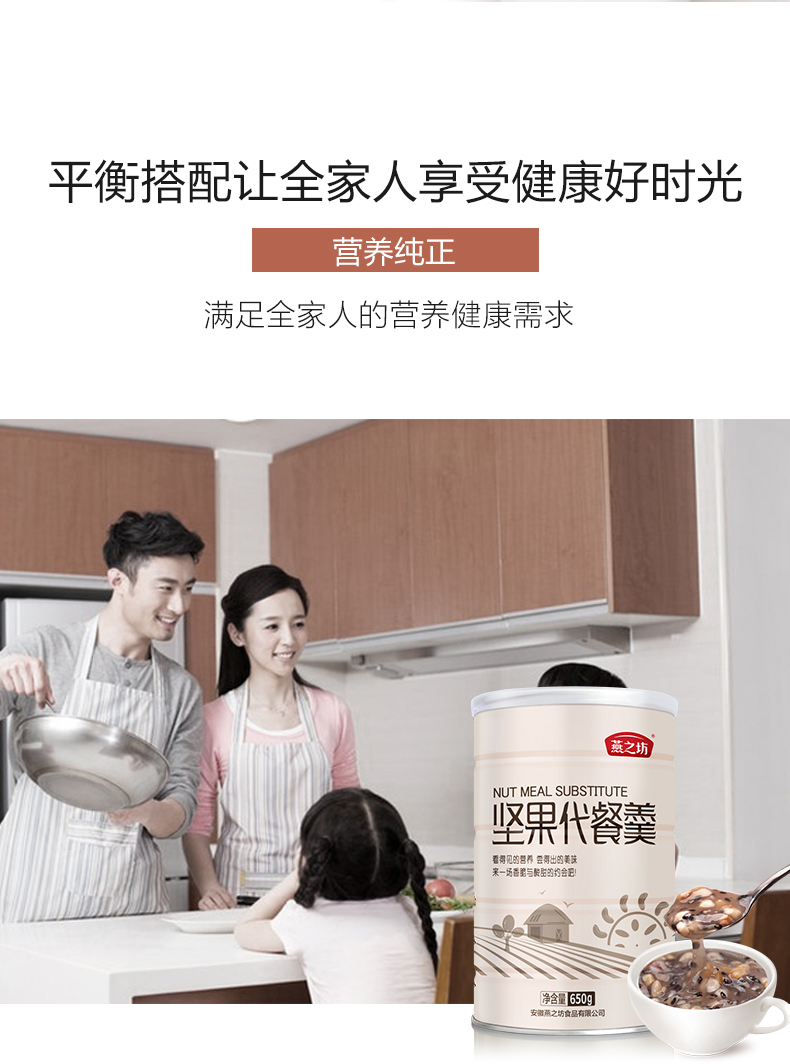 平衡搭配让全家人享受健康好时光
营养纯正
满足全家人的营养健康需求
燕之坊®
NUT MEAL SUBSTITUTE
坚果代餐羹
看得见的营养 尝得出的美味
来一场香脆与醇甜的约会吧!
净含量 650g
安徽燕之坊食品有限公司